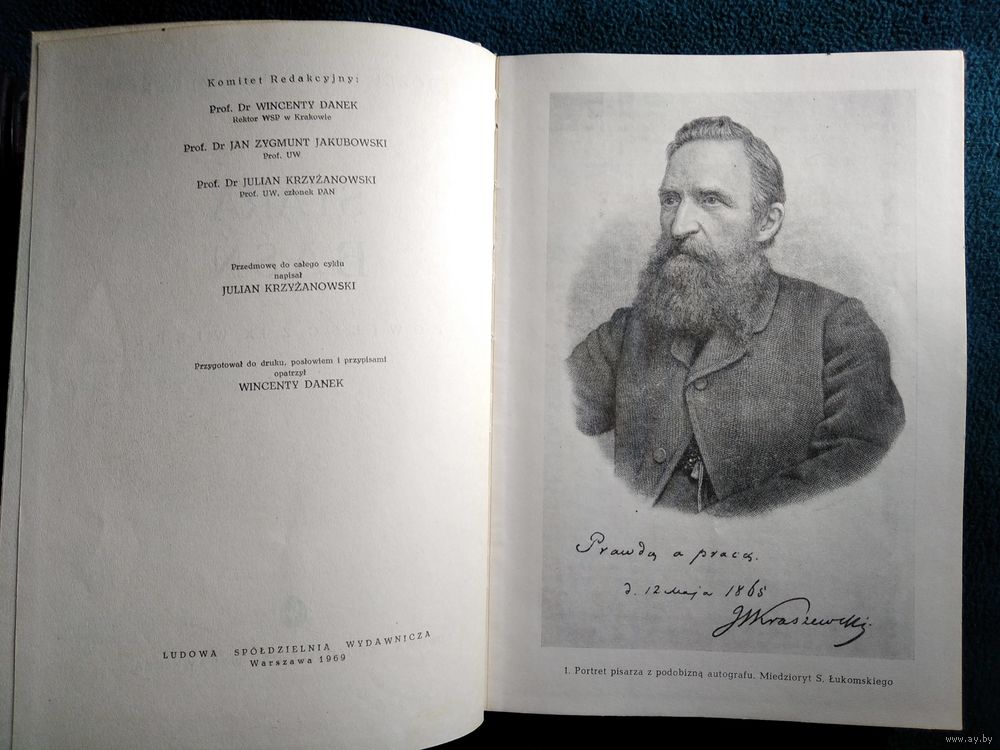 Komitet Redakcyjny:
Prof. Dr WINCENTY DANEK
Rektor WSP w Krakowie
Prof. Dr JAN ZYGMUNT JAKUBOWSKI
Prof. UW
Prof. Dr JULIAN KRZYŻANOWSKI
Prof. UW, członek PAN
Przedmowę do całego cyklu
napisał
JULIAN KRZYŻANOWSKI
Przygotował do druku, posłowiem i przypisami
opatrzył
WINCENTY DANEK
LUDOWA SPÓŁDZIELNIA WYDAWNICZA
Warszawa 1969
Prawdą a pracą.
d. 12 Maja 1865
JIKraszewski
1. Portret pisarza z podobizną autografu. Miedzioryt S. Łukomskiego
www.ay.by